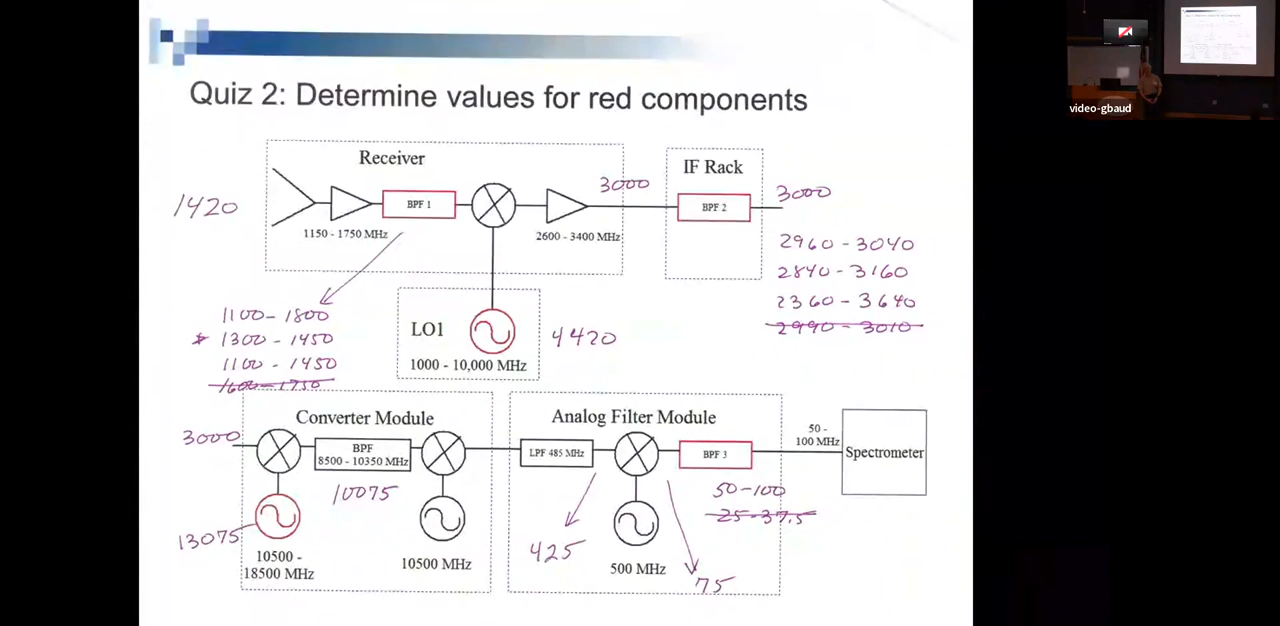 video-gbaud
Quiz 2: Determine values for red components
Receiver
IF Rack
1420
BPF 1
3000
BPF 2
3000
1150 - 1750 MHz
2600 - 3400 MHz
2960 - 3040
2840 - 3160
2360 - 3640
2990 - 3010
1100 - 1800
* 1300 - 1450
1100 - 1450
1600 - 1750
LO1
4420
1000 - 10,000 MHz
Converter Module
Analog Filter Module
3000
BPF
8500 - 10350 MHz
LPF 485 MHz
BPF 3
50 -
100 MHz
Spectrometer
10075
50-100
25-37.5
13075
425
10500 -
18500 MHz
10500 MHz
500 MHz
75